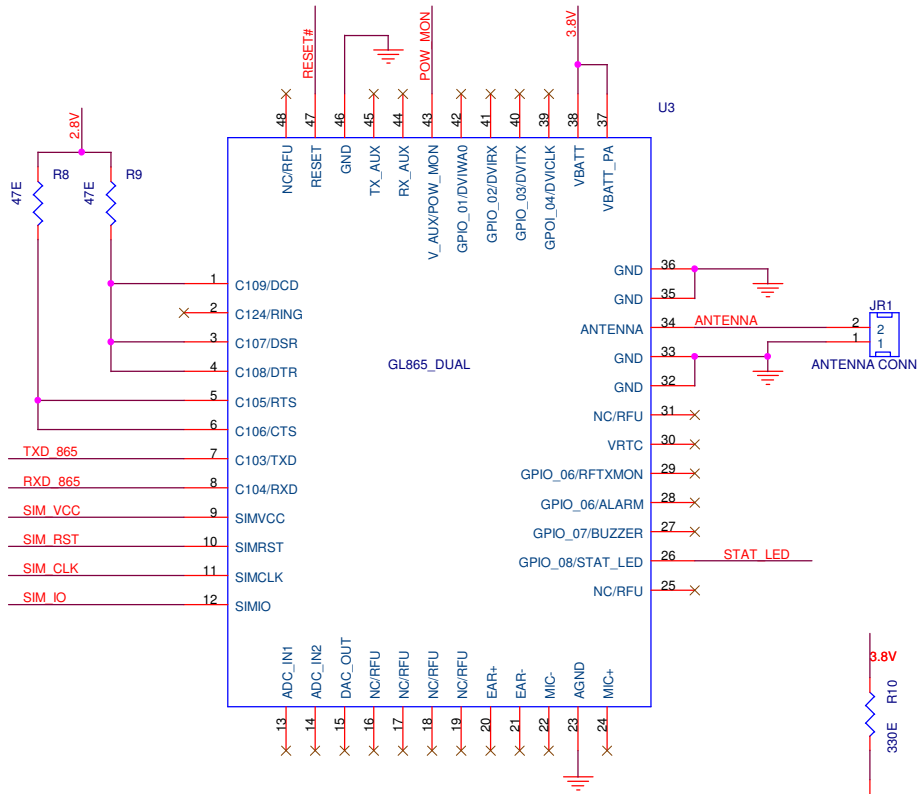 RESET#
POW_MON
3.8V
U3
48
47
46
45
44
43
42
41
40
39
38
37
NC/RFU
RESET
GND
TX_AUX
RX_AUX
V_AUX/POW_MON
GPIO_01/DVIWA0
GPIO_02/DVIRX
GPIO_03/DVITX
GPOI_04/DVICLK
VBATT
VBATT_PA
2.8V
R8
47E
R9
47E
1 C109/DCD
2 C124/RING
3 C107/DSR
4 C108/DTR
5 C105/RTS
6 C106/CTS
TXD_865 7 C103/TXD
RXD_865 8 C104/RXD
SIM_VCC 9 SIMVCC
SIM_RST 10 SIMRST
SIM_CLK 11 SIMCLK
SIM_IO 12 SIMIO
GL865_DUAL
GND 36
GND 35
ANTENNA 34 ANTENNA
GND 33
GND 32
NC/RFU 31
VRTC 30
GPIO_06/RFTXMON 29
GPIO_06/ALARM 28
GPIO_07/BUZZER 27
GPIO_08/STAT_LED 26 STAT_LED
NC/RFU 25
JR1
2 2
1 1
ANTENNA CONN
ADC_IN1
ADC_IN2
DAC_OUT
NC/RFU
NC/RFU
NC/RFU
NC/RFU
EAR+
EAR-
MIC-
AGND
MIC+
13
14
15
16
17
18
19
20
21
22
23
24
3.8V
R10
330E